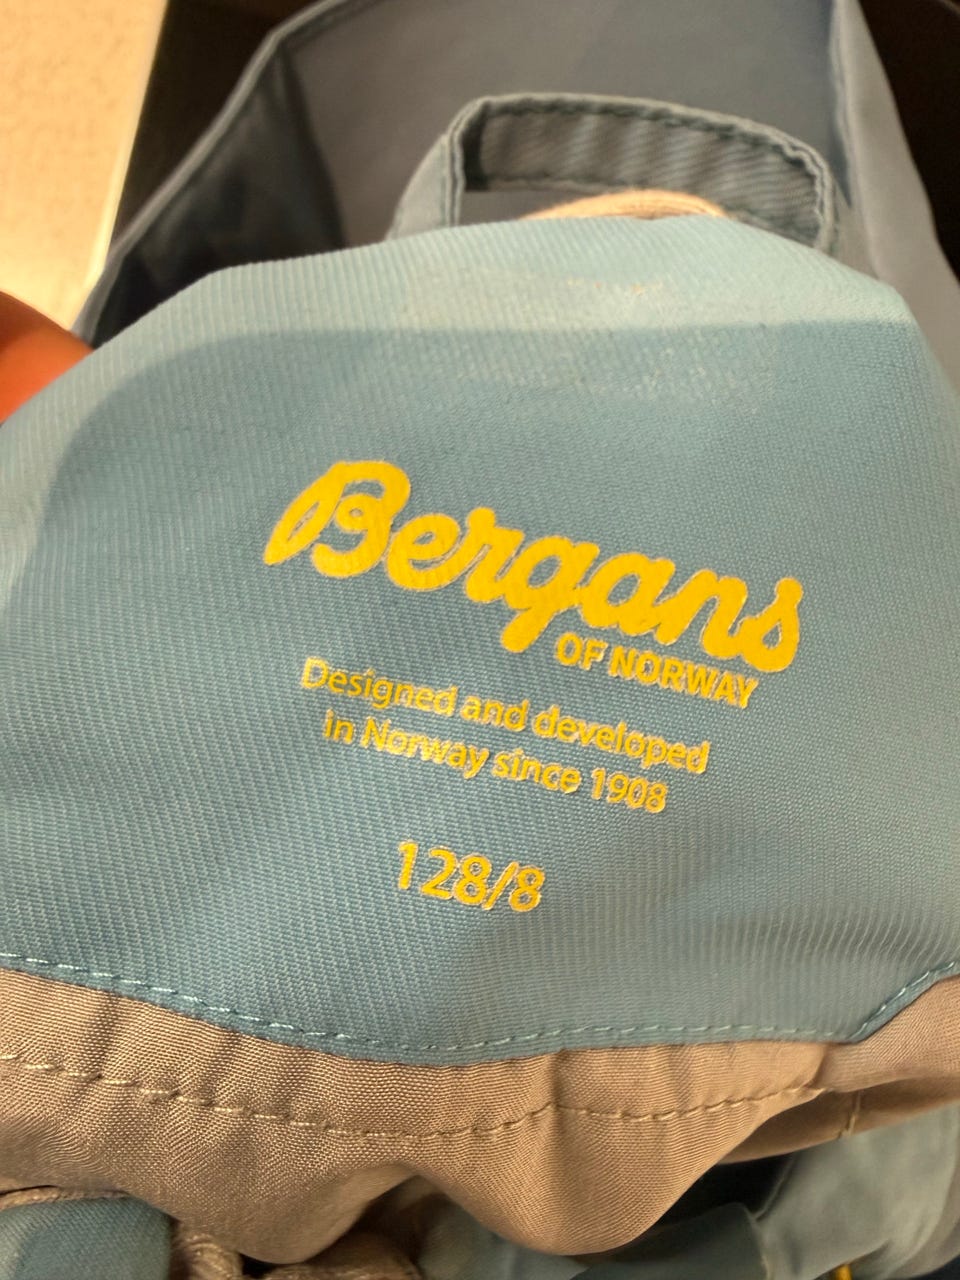 Bergans
OF NORWAY
Designed and developed
in Norway since 1908
128/8